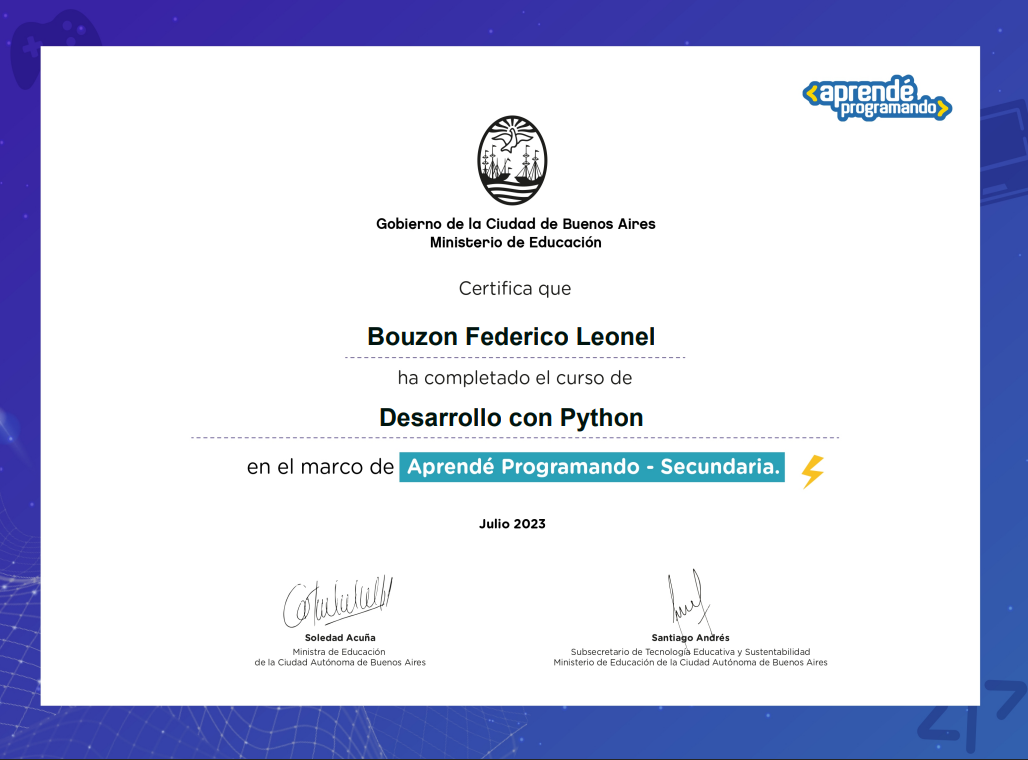 <aprendé
programando>
Gobierno de la Ciudad de Buenos Aires
Ministerio de Educación
Certifica que
Bouzon Federico Leonel
ha completado el curso de
Desarrollo con Python
en el marco de Aprendé Programando - Secundaria.
Julio 2023
Soledad Acuña
Ministra de Educación
de la Ciudad Autónoma de Buenos Aires
Santiago Andrés
Subsecretario de Tecnología Educativa y Sustentabilidad
Ministerio de Educación de la Ciudad Autónoma de Buenos Aires